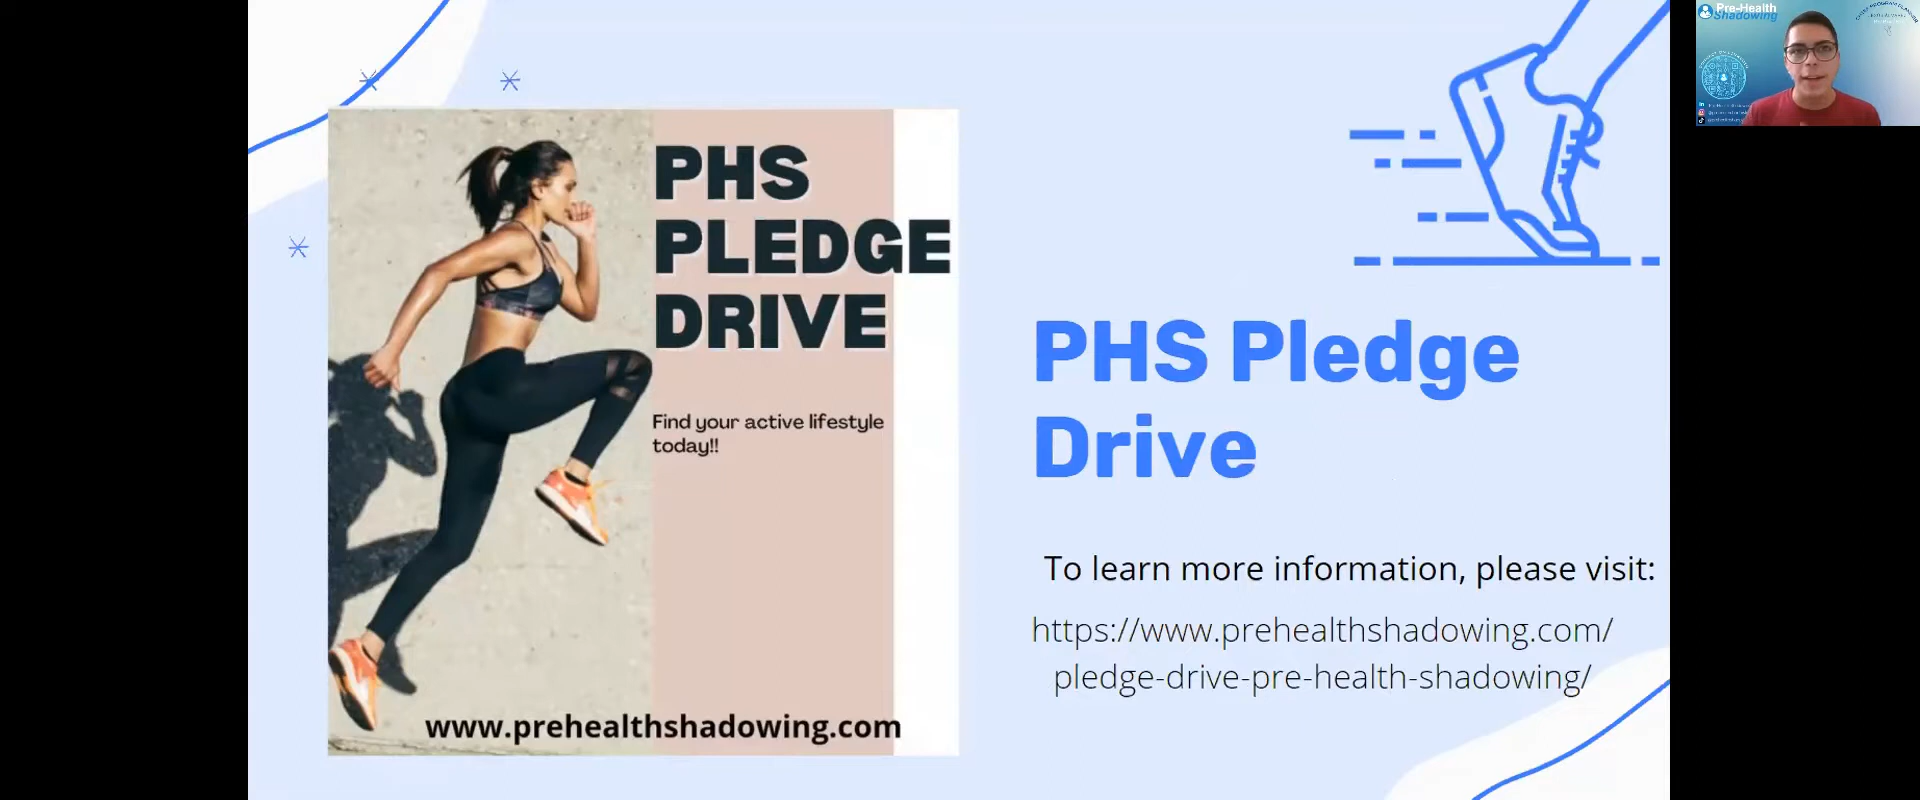 PHS
PLEDGE
DRIVE
Find your active lifestyle
today!!
www.prehealthshadowing.com
PHS Pledge
Drive
To learn more information, please visit:
https://www.prehealthshadowing.com/
pledge-drive-pre-health-shadowing/
Pre-Health
Shadowing